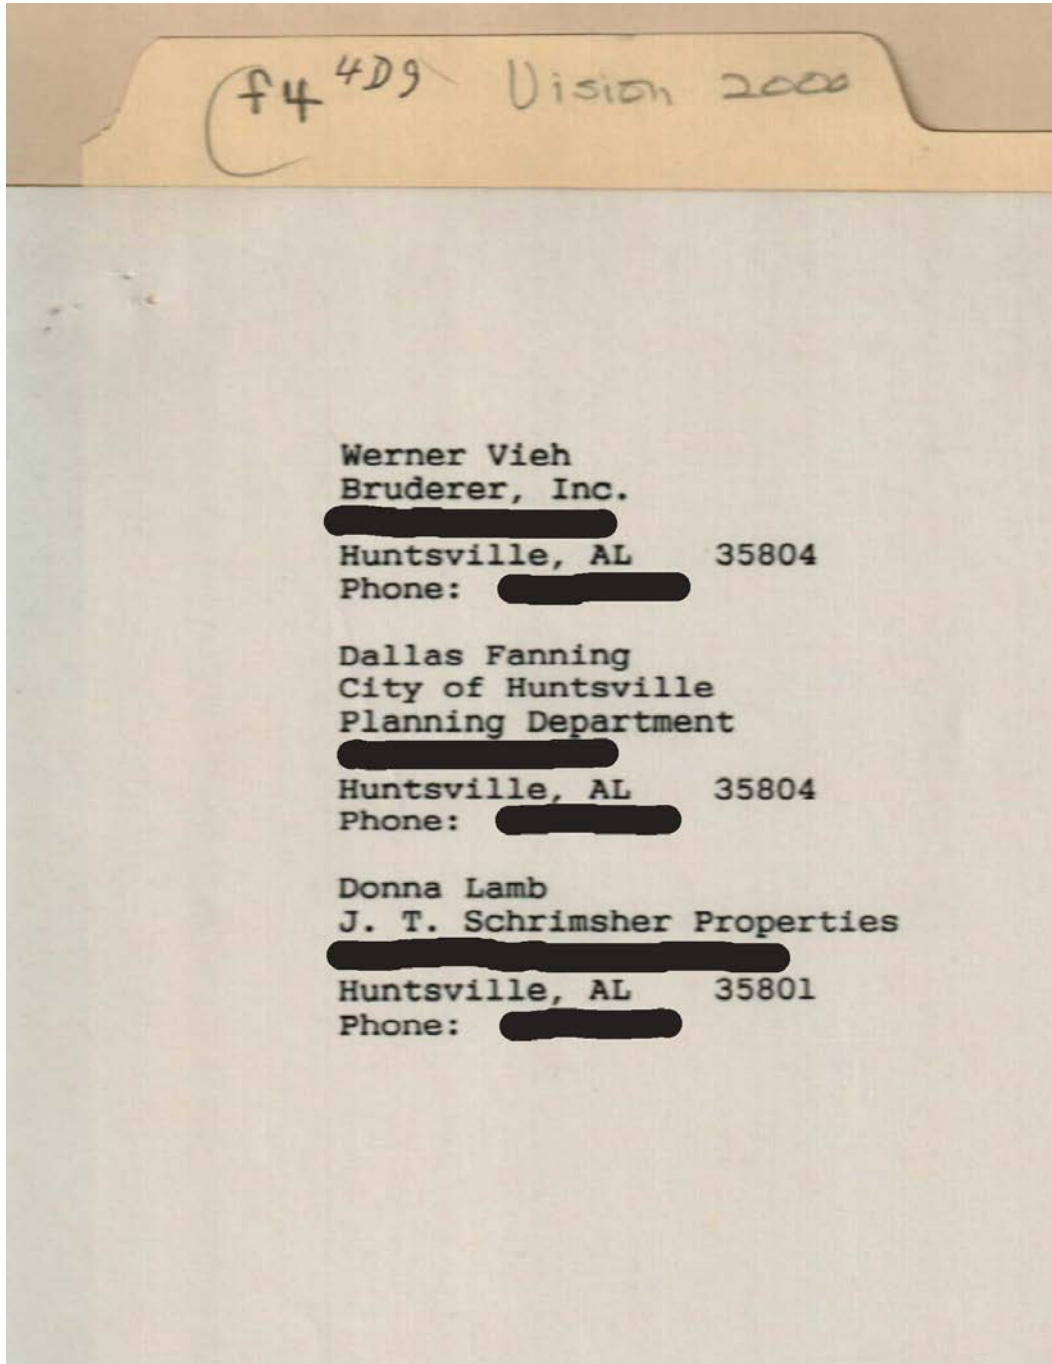 f4 4D9 Vision 2000
Werner Vieh
Bruderer, Inc.
Huntsville, AL 35804
Phone:
Dallas Fanning
City of Huntsville
Planning Department
Huntsville, AL 35804
Phone:
Donna Lamb
J. T. Schrimsher Properties
Huntsville, AL 35801
Phone: